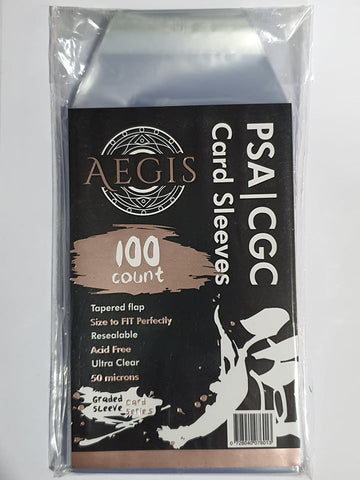 AEGIS
100
count
Tapered flap
Size to FIT Perfectly
Resealable
Acid Free
Ultra Clear
50 microns
Graded card
Sleeve series
PSA|CGC
Card Sleeves